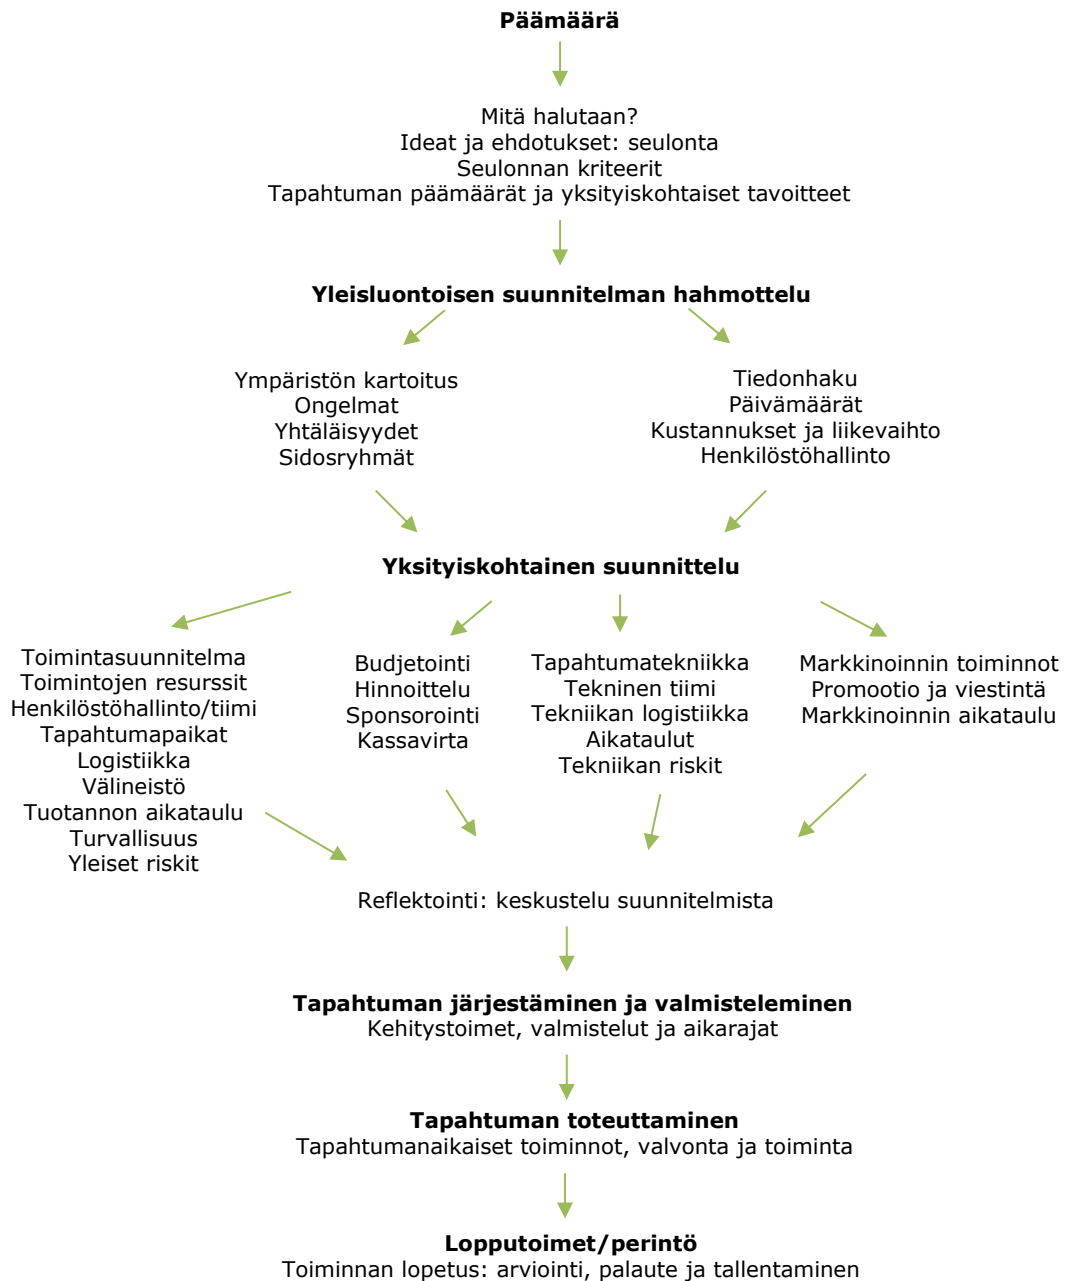 Päämäärä
Mitä halutaan?
Ideat ja ehdotukset: seulonta
Seulonnan kriteerit
Tapahtuman päämäärät ja yksityiskohtaiset tavoitteet
Yleisluontoisen suunnitelman hahmottelu
Ympäristön kartoitus
Ongelmat
Yhtäläisyydet
Sidosryhmät
Tiedonhaku
Päivämäärät
Kustannukset ja liikevaihto
Henkilöstöhallinto
Yksityiskohtainen suunnittelu
Toimintasuunnitelma
Toimintojen resurssit
Henkilöstöhallinto/tiimi
Tapahtumapaikat
Logistiikka
Välineistö
Tuotannon aikataulu
Turvallisuus
Yleiset riskit
Budjetointi
Hinnoittelu
Sponsorointi
Kassavirta
Tapahtumatekniikka
Tekninen tiimi
Tekniikan logistiikka
Aikataulut
Tekniikan riskit
Markkinoinnin toiminnot
Promootio ja viestintä
Markkinoinnin aikataulu
Reflektointi: keskustelu suunnitelmista
Tapahtuman järjestäminen ja valmisteleminen
Kehitystoimet, valmistelut ja aikarajat
Tapahtuman toteuttaminen
Tapahtumanaikaiset toiminnot, valvonta ja toiminta
Lopputoimet/perintö
Toiminnan lopetus: arviointi, palaute ja tallentaminen